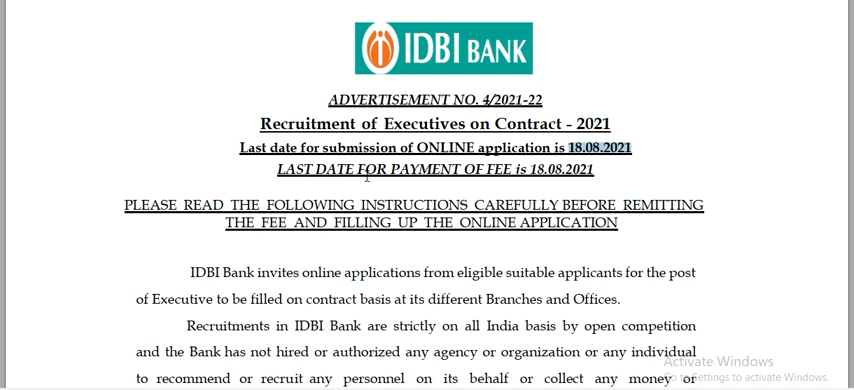 IDBI BANK
ADVERTISEMENT NO. 4/2021-22
Recruitment of Executives on Contract - 2021
Last date for submission of ONLINE application is 18.08.2021
LAST DATE FOR PAYMENT OF FEE is 18.08.2021
PLEASE READ THE FOLLOWING INSTRUCTIONS CAREFULLY BEFORE REMITTING
THE FEE AND FILLING UP THE ONLINE APPLICATION
IDBI Bank invites online applications from eligible suitable applicants for the post
of Executive to be filled on contract basis at its different Branches and Offices.
Recruitments in IDBI Bank are strictly on all India basis by open competition
and the Bank has not hired or authorized any agency or organization or any individual
Activate Windows
to recommend or recruit any personnel on its behalf or collect any money or
Go to Settings to activate Windows.